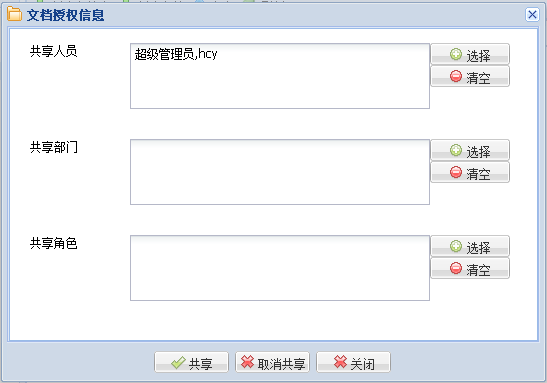 文档授权信息
共享人员
超级管理员,hcy
选择
清空
共享部门
选择
清空
共享角色
选择
清空
共享 取消共享 关闭